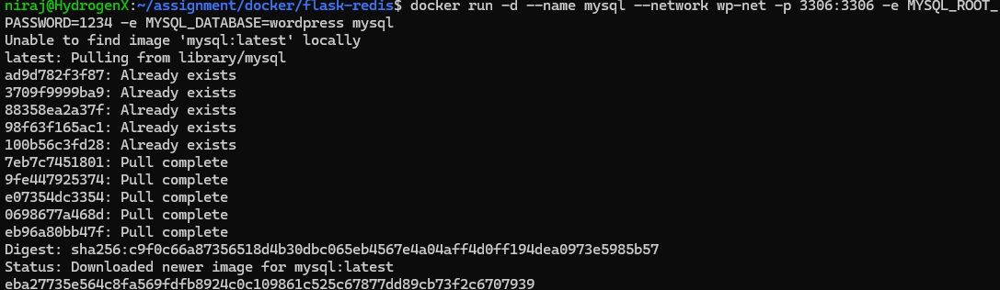 niraj@HydrogenX:~/assignment/docker/flask-redis$ docker run -d --name mysql --network wp-net -p 3306:3306 -e MYSQL_ROOT_
PASSWORD=1234 -e MYSQL_DATABASE=wordpress mysql
Unable to find image 'mysql:latest' locally
latest: Pulling from library/mysql
ad9d782f3f87: Already exists
3709f9999ba9: Already exists
88358ea2a37f: Already exists
98f63f165ac1: Already exists
100b56c3fd28: Already exists
7eb7c7451801: Pull complete
9fe447925374: Pull complete
e07354dc3354: Pull complete
0698677a468d: Pull complete
eb96a80bb47f: Pull complete
Digest: sha256:c9f0c66a87356518d4b30dbc065eb4567e4a04aff4d0ff194dea0973e5985b57
Status: Downloaded newer image for mysql:latest
eba27735e564c8fa569fdfb8924c0c109861c525c67877dd89cb73f2c6707939